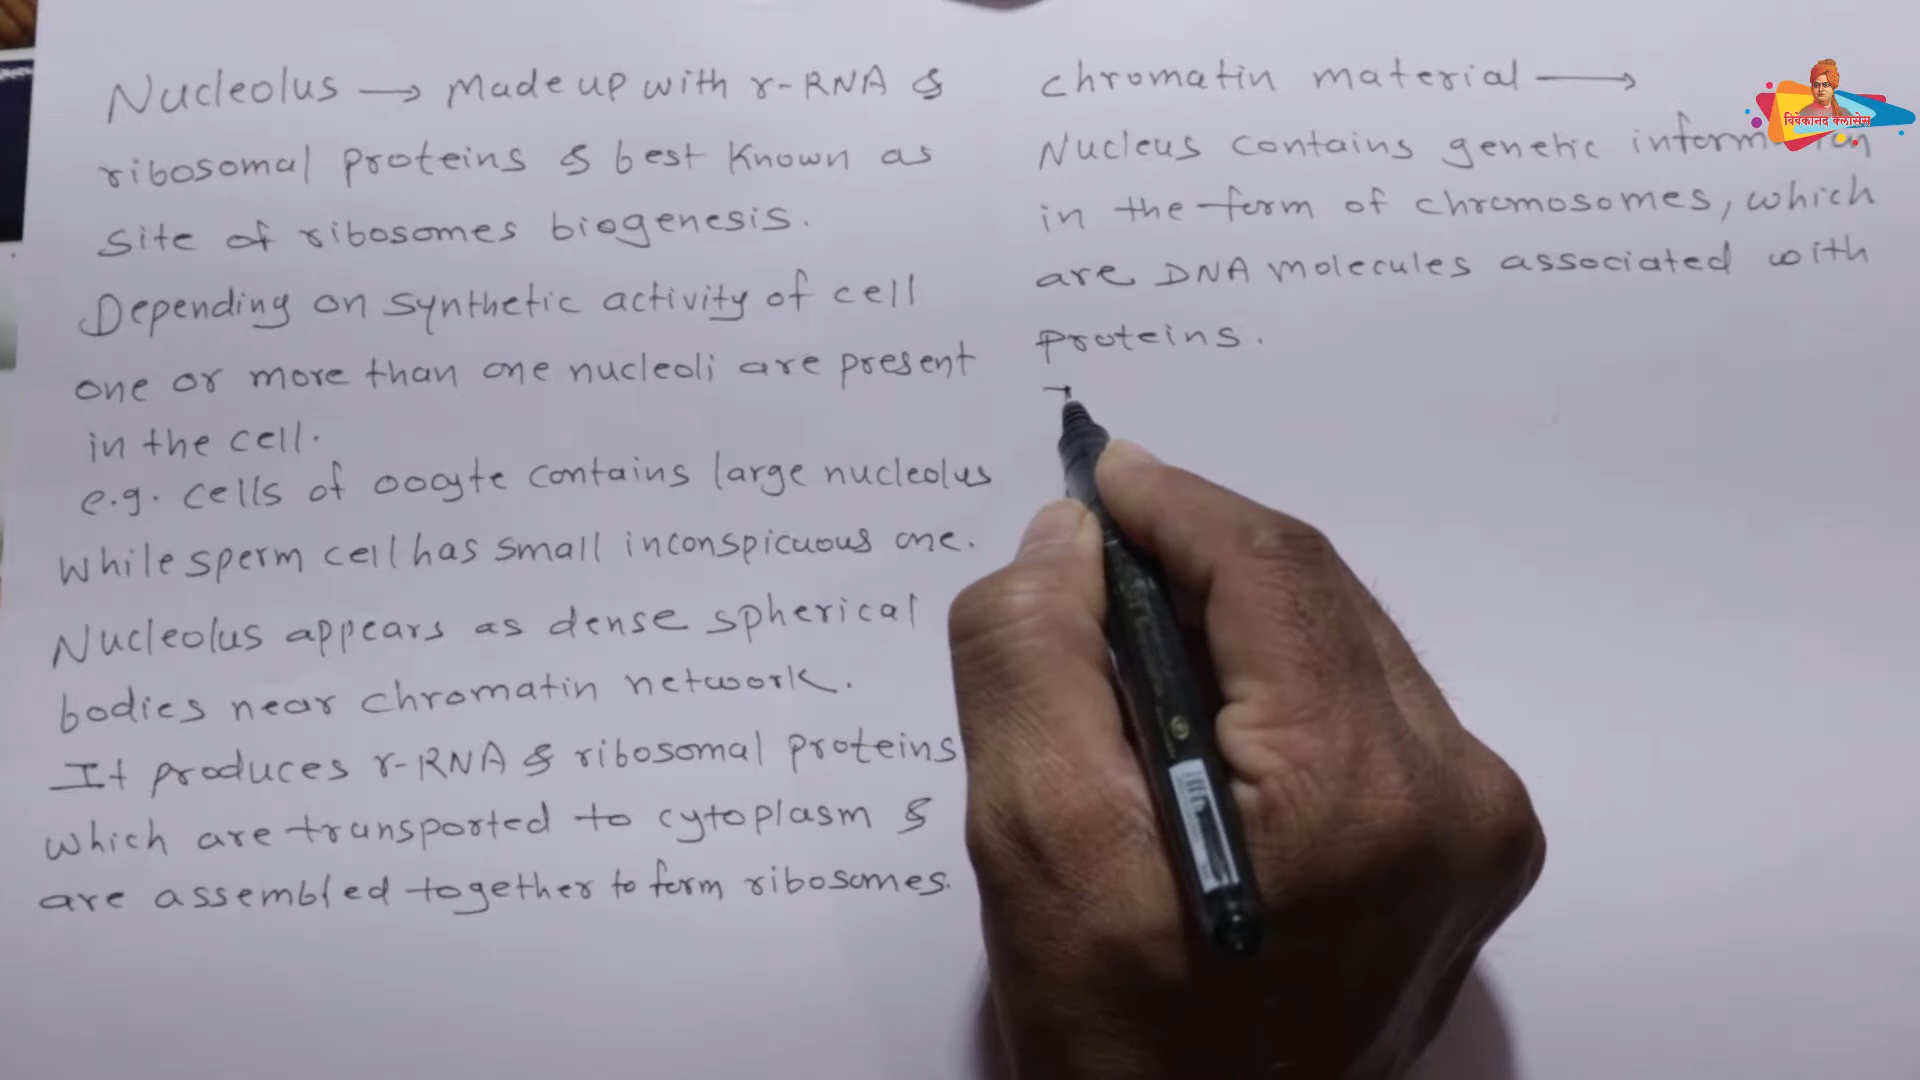 Nucleolus → Made up with r-RNA &
ribosomal proteins & best known as
site of ribosomes biogenesis.
Depending on synthetic activity of cell
one or more than one nucleoli are present
in the cell.
e.g. cells of oocyte contains large nucleolus
while sperm cell has small inconspicuous one.
Nucleolus appears as dense spherical
bodies near chromatin network.
It produces r-RNA & ribosomal proteins
which are transported to cytoplasm &
are assembled together to form ribosomes.
chromatin material →
Nucleus contains genetic information
in the form of chromosomes, which
are DNA molecules associated with
proteins.
विवेकानंद क्लासेस